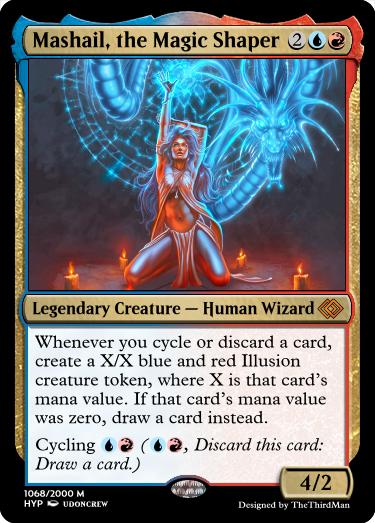 Mashail, the Magic Shaper 2
Legendary Creature — Human Wizard
Whenever you cycle or discard a card,
create a X/X blue and red Illusion
creature token, where X is that card's
mana value. If that card's mana value
was zero, draw a card instead.
Cycling ( , Discard this card:
Draw a card.)
4/2
1068/2000 M
HYP UDONCREW
Designed by TheThirdMan